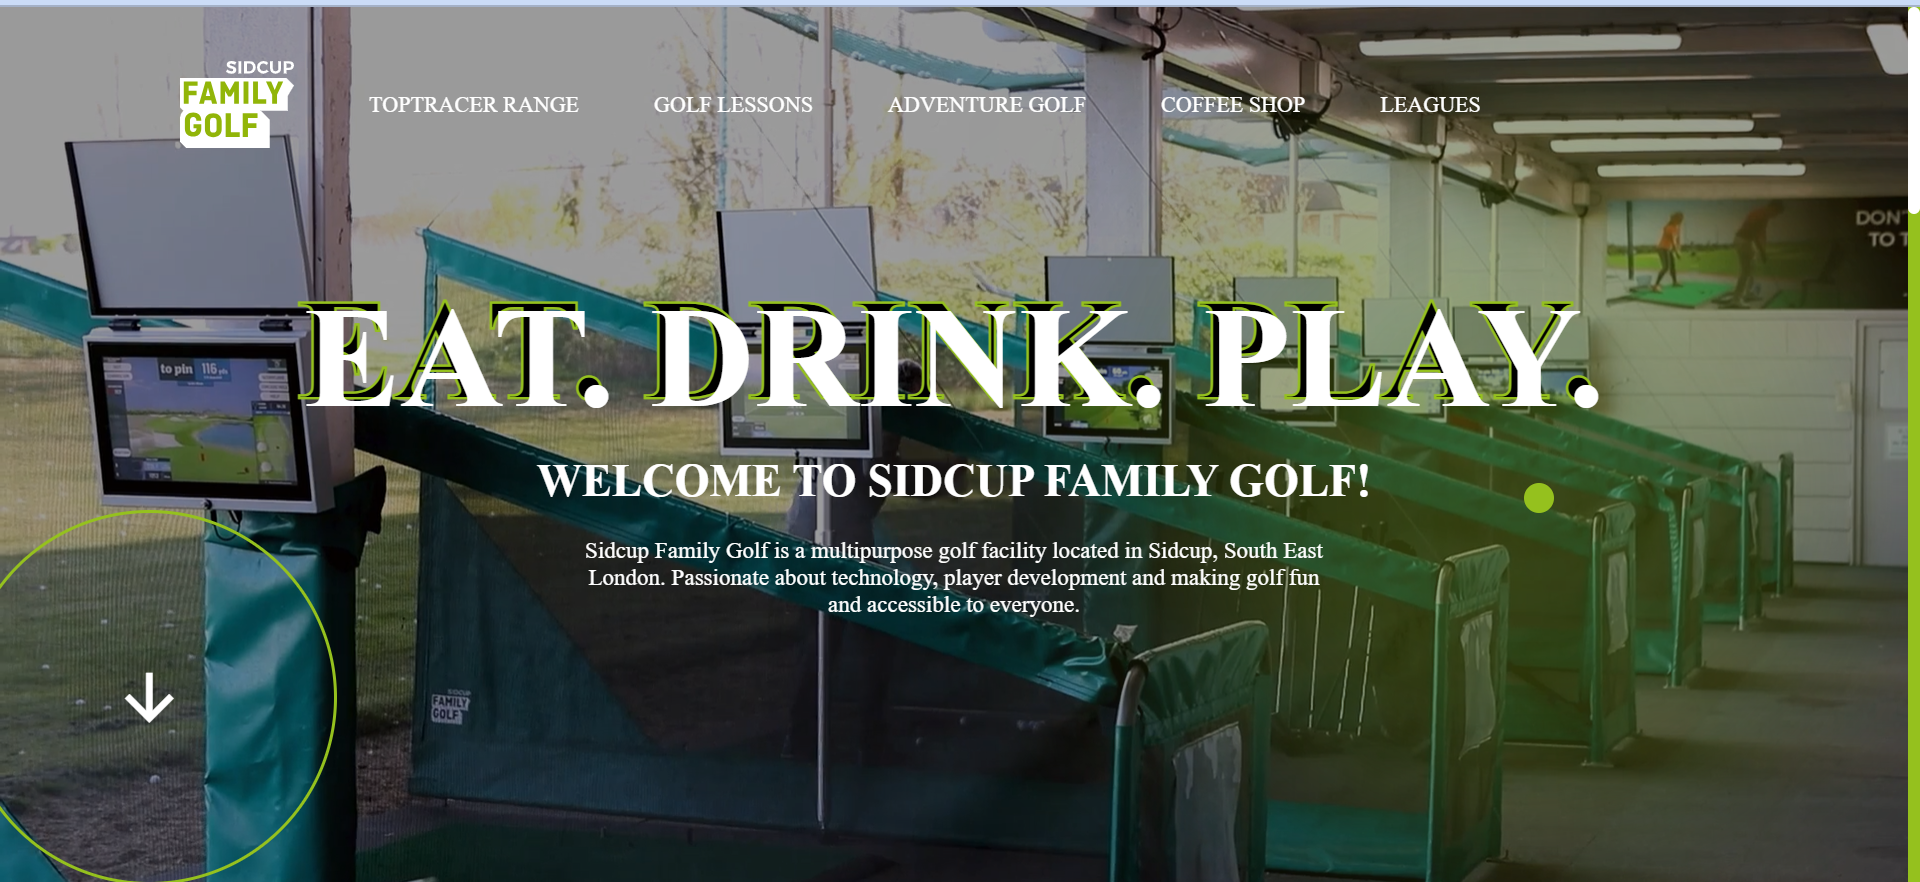 SIDCUP
FAMILY
GOLF
TOPTRACER RANGE
GOLF LESSONS
ADVENTURE GOLF
COFFEE SHOP
LEAGUES
DON'T
TO T
EAT. DRINK. PLAY.
to pin 116 yds
WELCOME TO SIDCUP FAMILY GOLF!
Sidcup Family Golf is a multipurpose golf facility located in Sidcup, South East
London. Passionate about technology, player development and making golf fun
and accessible to everyone.
SIDCUP
FAMILY
GOLF